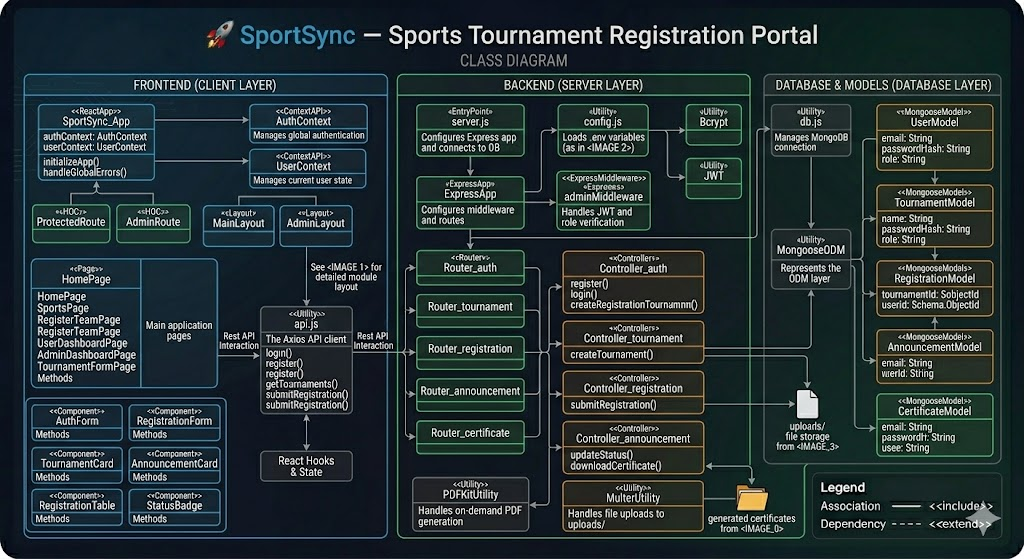 SportSync — Sports Tournament Registration Portal
CLASS DIAGRAM
FRONTEND (CLIENT LAYER)
<<ReactApp>
SportSync_App
authContext: AuthContext
userContext: UserContext
initializeApp()
handleGlobalErrors()
<<ContextAPI>
AuthContext
Manages global authentication
<<ContextAPI>
UserContext
Manages current user state
ProtectedRoute
AdminRoute
<<Layout>
MainLayout
<<Layout>
AdminLayout
See <IMAGE 1> for
detailed module
layout
<<Page>
HomePage
HomePage
SportsPage
RegisterTeamPage
RegisterTeamPage
UserDashboardPage
AdminDashboardPage
TournamentFormPage
Methods
Main application
pages
Rest API
Interaction
<<Utility>
api.js
The Axios API client
login()
register()
register()
getTournaments()
submitRegistration()
submitRegistration()
Rest API
Interaction
React Hooks
& State
<<Component>
AuthForm
Methods
<<Component>
RegistrationForm
Methods
<<Component>
TournamentCard
Methods
<<Component>
AnnouncementCard
Methods
<<Component>
RegistrationTable
Methods
<<Component>
StatusBadge
Methods
BACKEND (SERVER LAYER)
<<EntryPoint>
server.js
Configures Express app
and connects to OB
<<Utility>
config.js
Loads .env variables
(as in <IMAGE 2>)
<<Utility>
Bcrypt
<<Utility>
JWT
<<ExpressApp>
ExpressApp
Configures middleware
and routes
<<ExpressMiddleware>>
adminMiddleware
Handles JWT and
role verification
Router_auth
Router_tournament
Router_registration
Router_announcement
Router_certificate
<<Controller>
Controller_auth
register()
login()
createRegistrationTournamnn()
<<Controller>
Controller_tournament
createTournament()
<<Controller>>
Controller_registration
submitRegistration()
<<Controller>
Controller_announcement
updateStatus()
downloadCertificate()
<<Utility>
PDFKitUtility
Handles on-demand PDF
generation
<<Utility>
MulterUtility
Handles file uploads to
uploads/
generated certificates
from <IMAGE_0>
DATABASE & MODELS (DATABASE LAYER)
<<Utility>
db.js
Manages MongoDB
connection
<<Utility>
MongooseODM
Represents the
ODM layer
uploads/
file storage
from <IMAGE_3>
<<MongooseModel>
UserModel
email: String
passwordHash: String
role: String
<<MongooseModel>
TournamentModel
name: String
passwordHash: String
role: String
<<MongooseModels>
RegistrationModel
tournamentId: SobjectId
userid: Schema.ObjectId
<<MongooseModel>
AnnouncementModel
email: String
<<MongooseModel>
CertificateModel
email: String
passwordH: String
usee: String
Legend
Association <<include>
Dependency <<extend>>